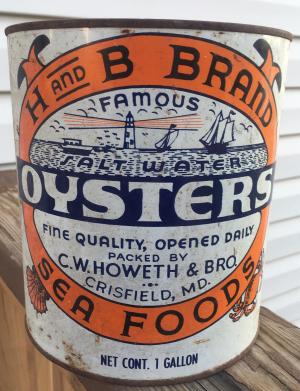 H AND B BRAND
FAMOUS
SALT WATER
OYSTERS
FINE QUALITY, OPENED DAILY
PACKED BY
C.W. HOWETH & BRO.
CRISFIELD, MD.
SEA FOODS
NET CONT. 1 GALLON